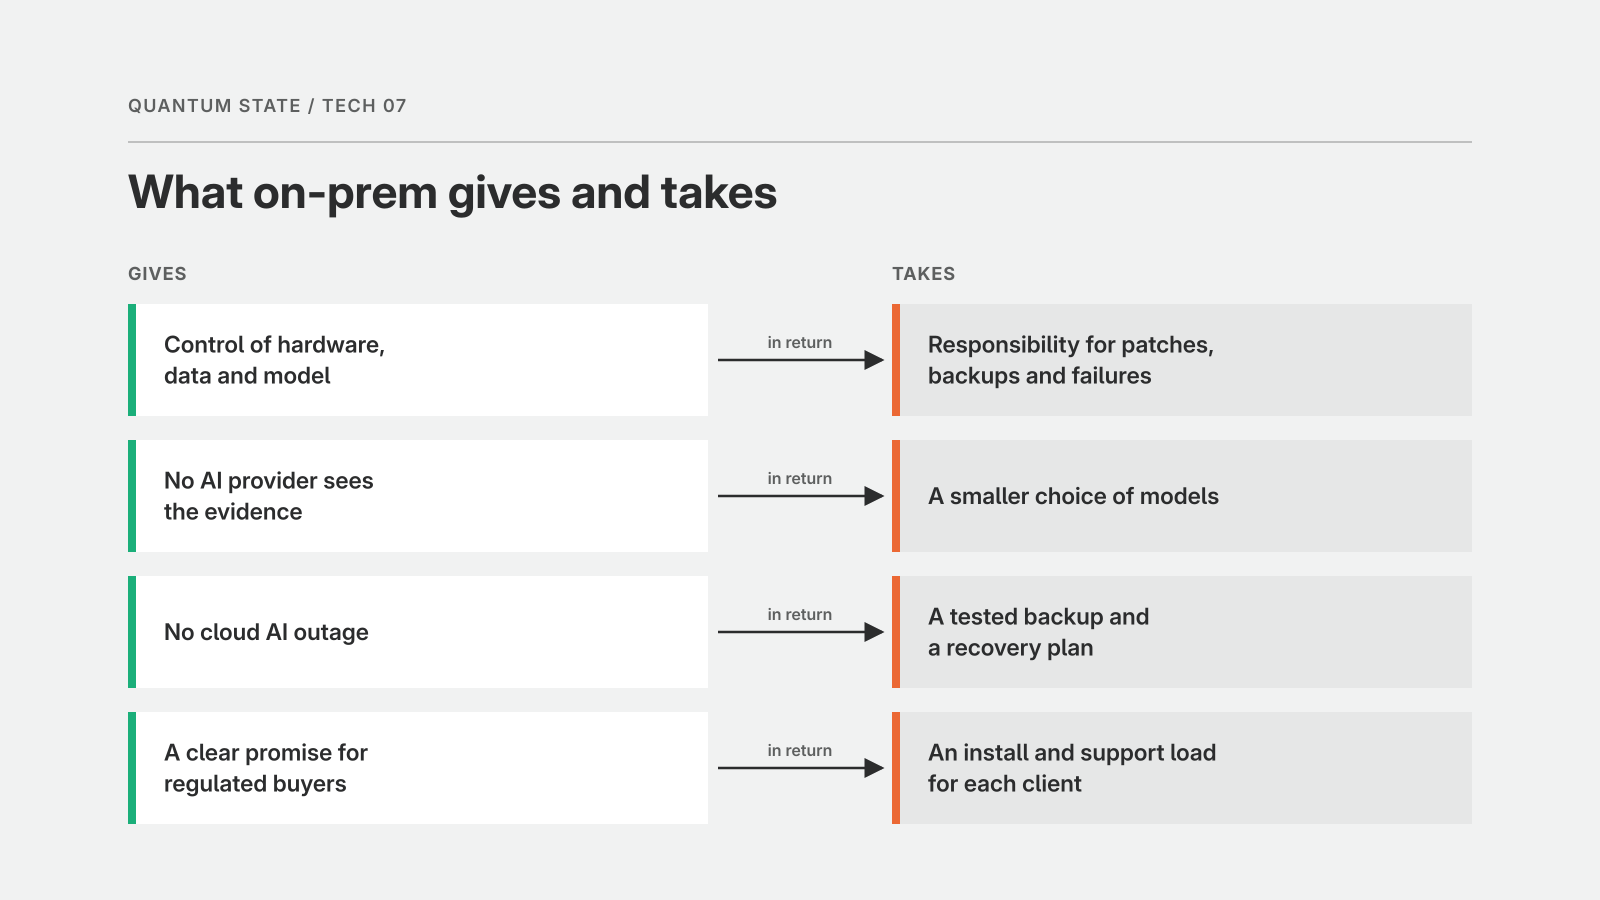 QUANTUM STATE / TECH 07
What on-prem gives and takes
GIVES
TAKES
Control of hardware,
data and model
in return
Responsibility for patches,
backups and failures
No AI provider sees
the evidence
in return
A smaller choice of models
No cloud AI outage
in return
A tested backup and
a recovery plan
A clear promise for
regulated buyers
in return
An install and support load
for each client